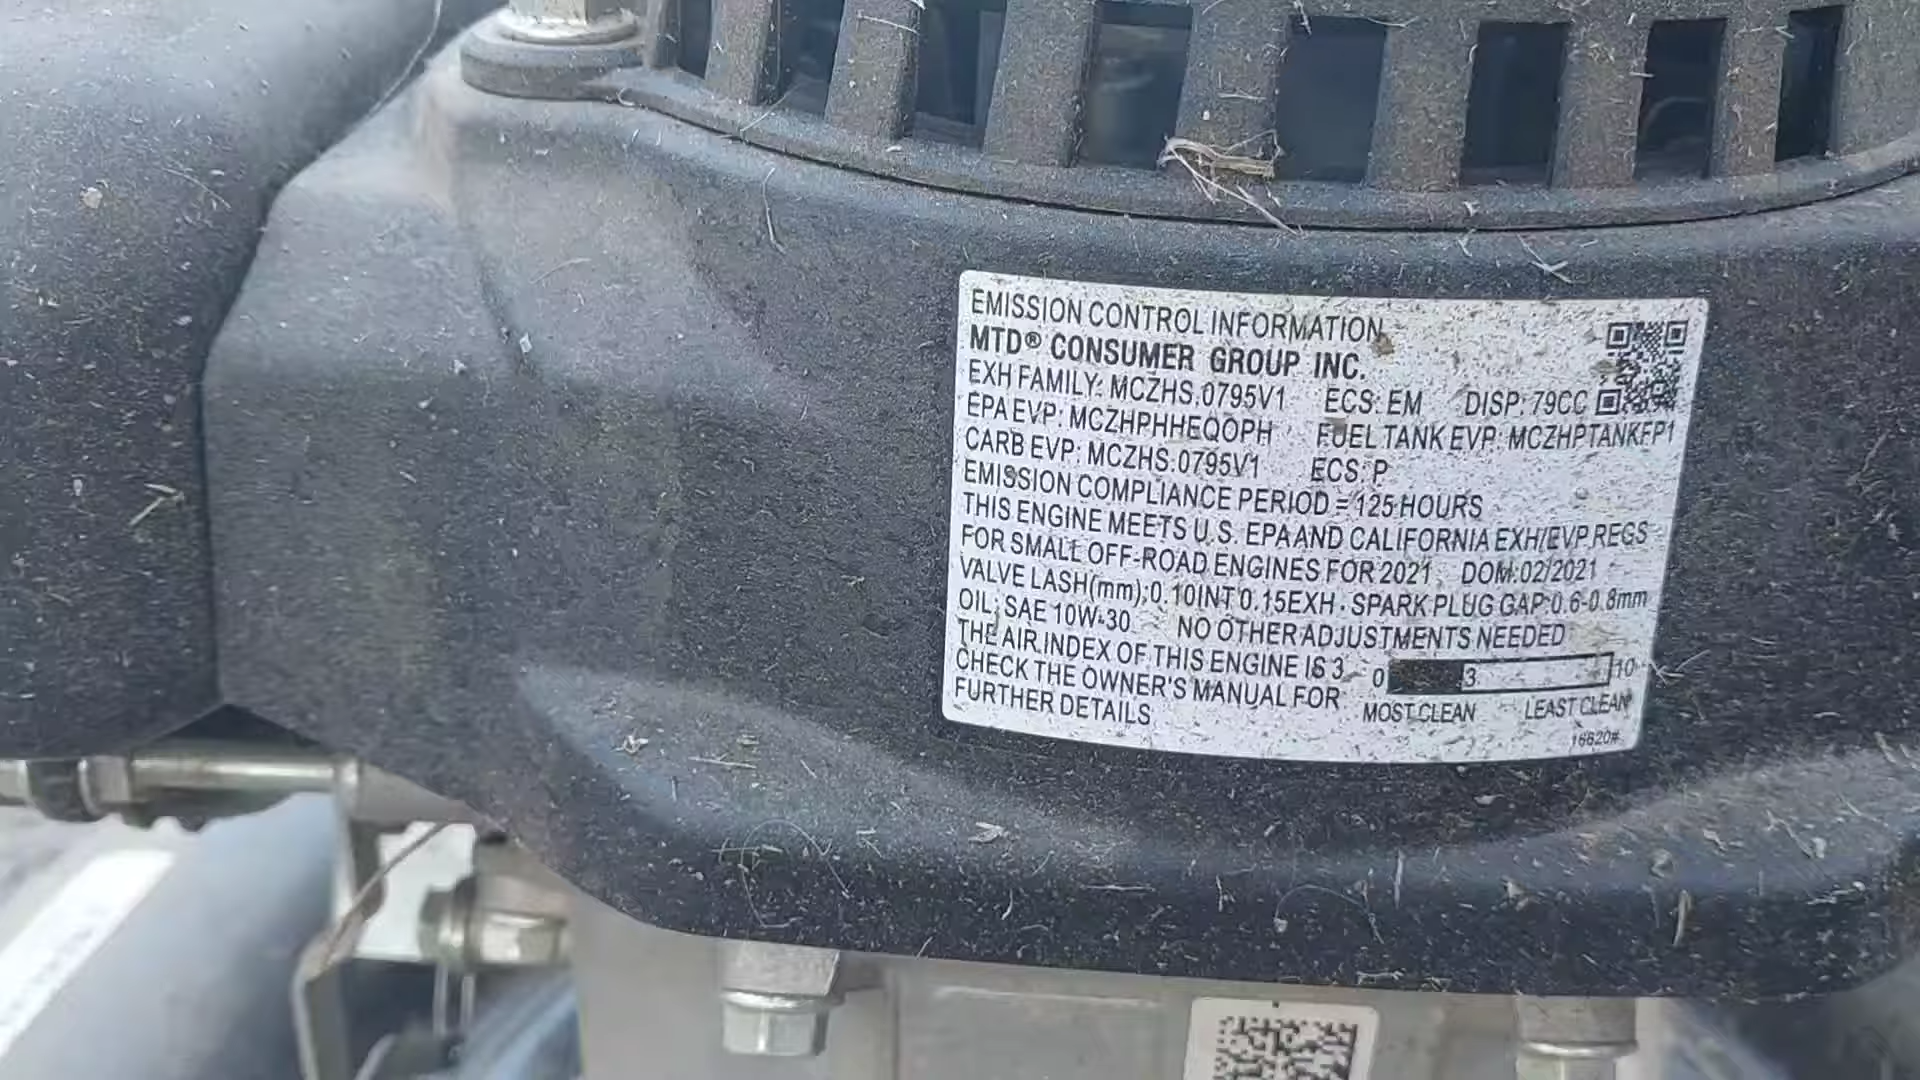 EMISSION CONTROL INFORMATION
MTD® CONSUMER GROUP INC.
EXH FAMILY: MCZHS.0795V1 ECS: EM DISP: 79CC
EPA EVP: MCZHPHHEQOPH FUEL TANK EVP: MCZHPTANKFP1
CARB EVP: MCZHS.0795V1 ECS: P
EMISSION COMPLIANCE PERIOD = 125 HOURS
THIS ENGINE MEETS U.S. EPA AND CALIFORNIA EXH/EVP REGS
FOR SMALL OFF-ROAD ENGINES FOR 2021 DOM:02/2021
VALVE LASH(mm):0.10INT 0.15EXH. SPARK PLUG GAP:0.6-0.8mm
OIL: SAE 10W-30 NO OTHER ADJUSTMENTS NEEDED
THE AIR INDEX OF THIS ENGINE IS 3 0 3 10
CHECK THE OWNER'S MANUAL FOR MOST CLEAN LEAST CLEAN
FURTHER DETAILS
16620#